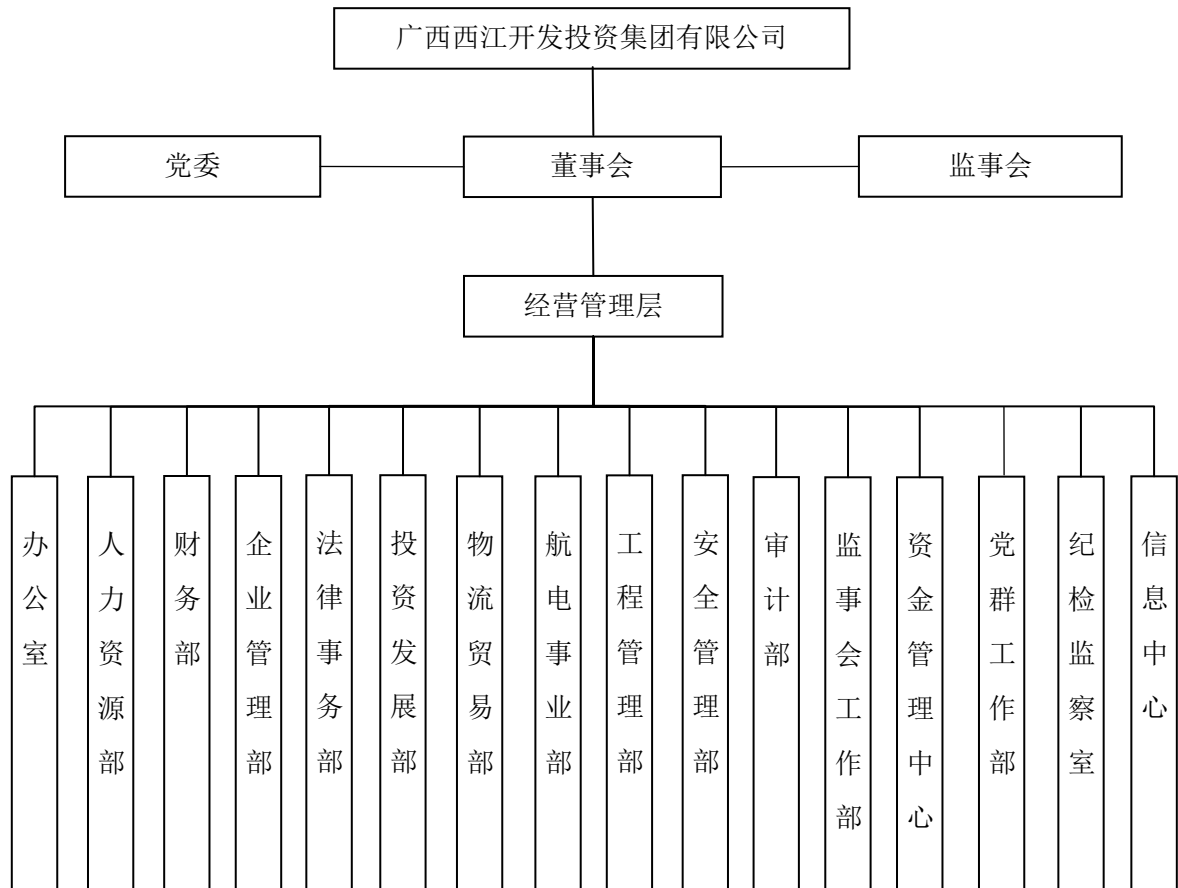 广西西江开发投资集团有限公司
党委
董事会
监事会
经营管理层
办公室
人力资源部
财务部
企业管理部
法律事务部
投资发展部
物流贸易部
航电事业部
工程管理部
安全管理部
审计部
监事会工作部
资金管理中心
党群工作部
纪检监察室
信息中心